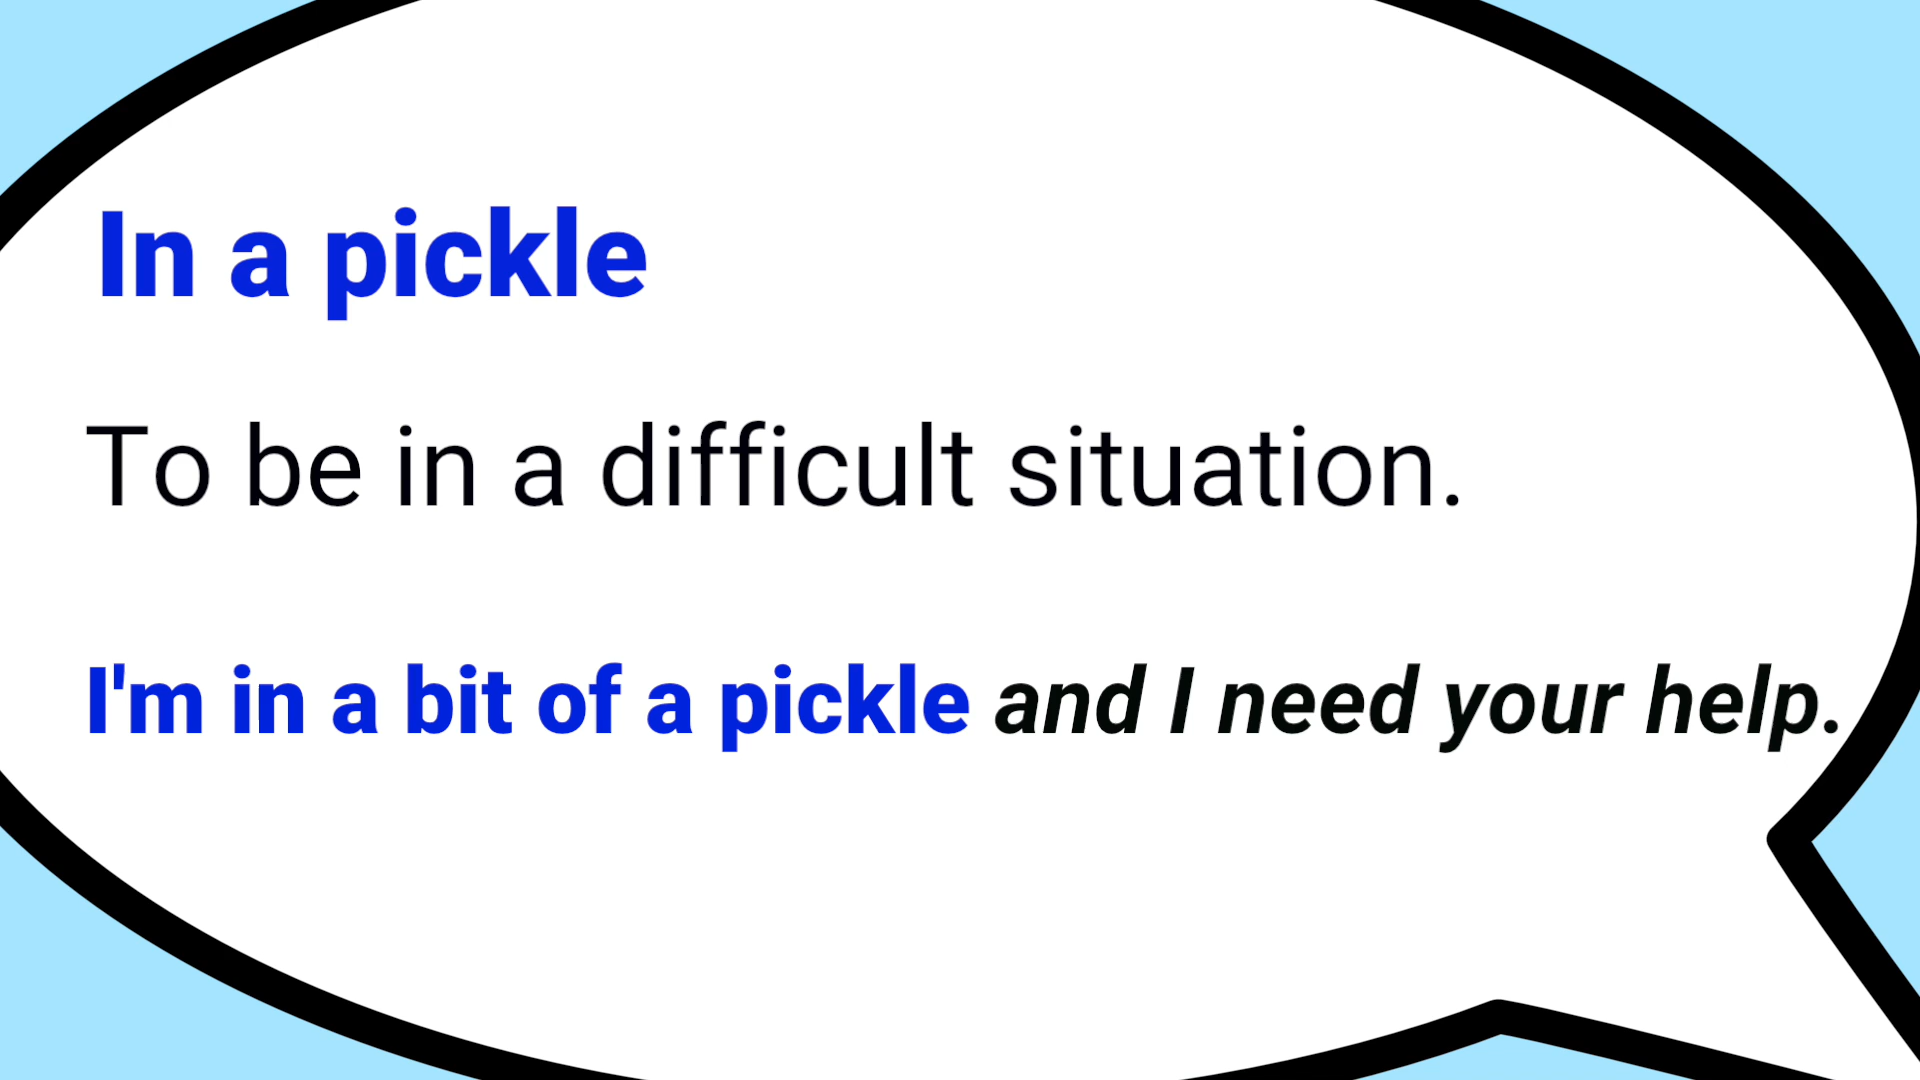 In a pickle
To be in a difficult situation.
I'm in a bit of a pickle and I need your help.